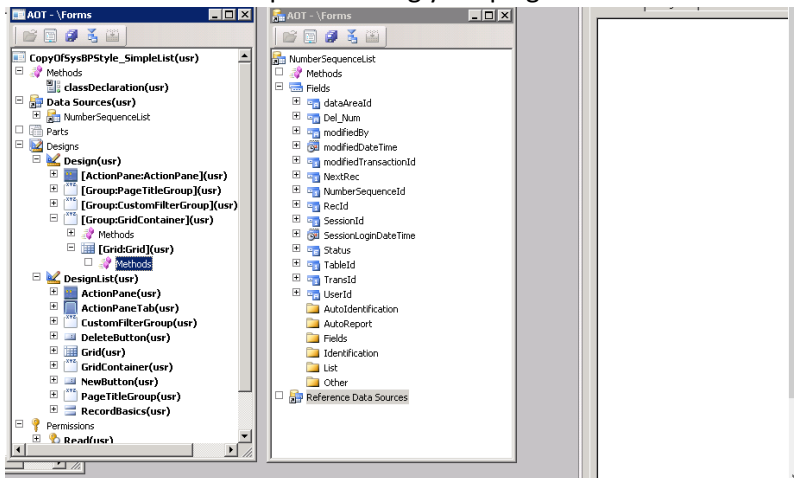 AOT - \Forms
CopyOfSysBPStyle_SimpleList(usr)
Methods
classDeclaration(usr)
Data Sources(usr)
NumberSequenceList
Parts
Designs
Design(usr)
[ActionPane:ActionPane](usr)
[Group:PageTitleGroup](usr)
[Group:CustomFilterGroup](usr)
[Group:GridContainer](usr)
Methods
[Grid:Grid](usr)
Methods
DesignList(usr)
ActionPane(usr)
ActionPaneTab(usr)
CustomFilterGroup(usr)
DeleteButton(usr)
Grid(usr)
GridContainer(usr)
NewButton(usr)
PageTitleGroup(usr)
RecordBasics(usr)
Permissions
Read(usr)
AOT - \Forms
NumberSequenceList
Methods
Fields
dataAreaId
Del_Num
modifiedBy
modifiedDateTime
modifiedTransactionId
NextRec
NumberSequenceId
RecId
SessionId
SessionLoginDateTime
Status
TableId
TransId
UserId
AutoIdentification
AutoReport
Fields
Identification
List
Other
Reference Data Sources